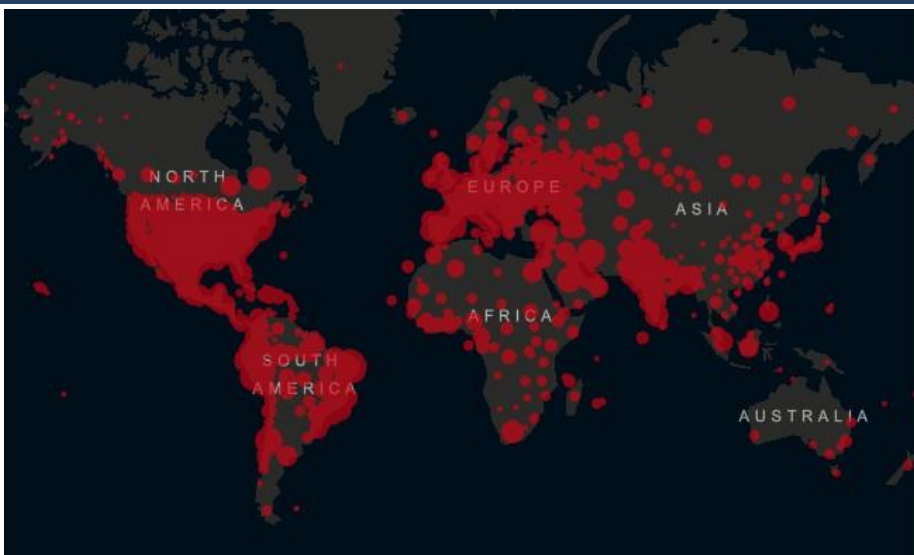 NORTH
AMERICA
EUROPE
ASIA
AFRICA
SOUTH
AMERICA
AUSTRALIA